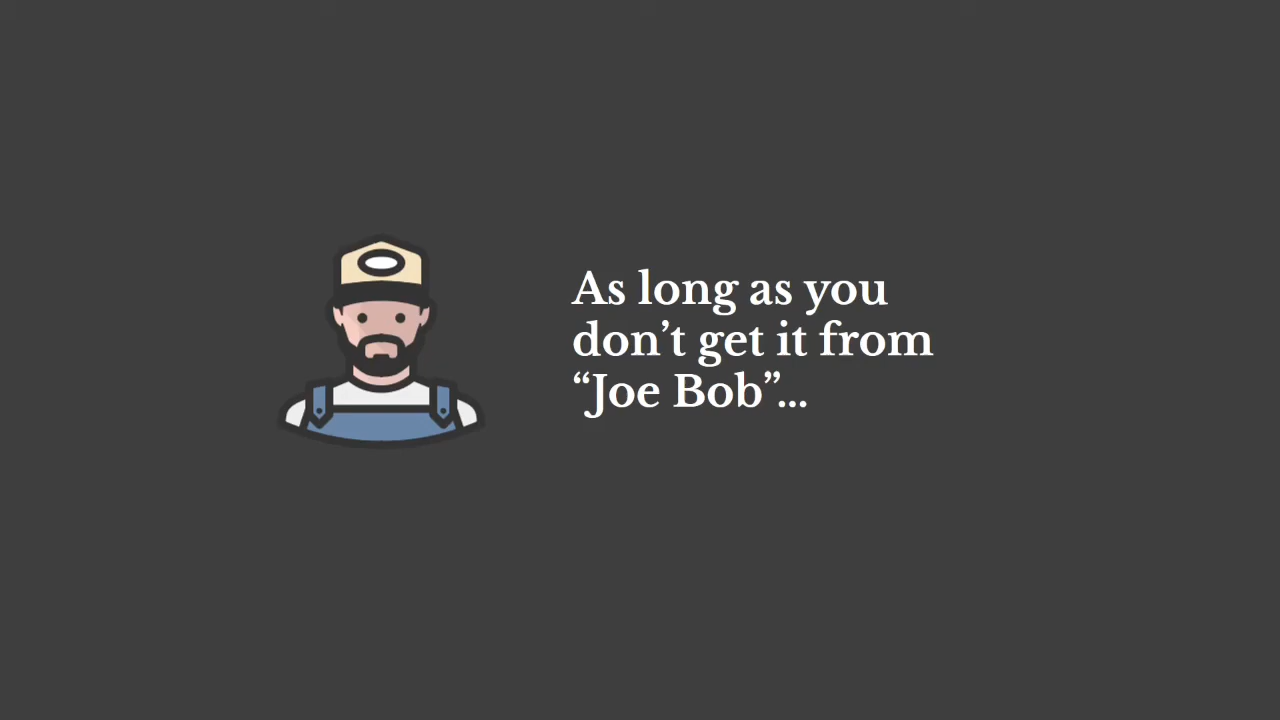 As long as you
don’t get it from
“Joe Bob”...